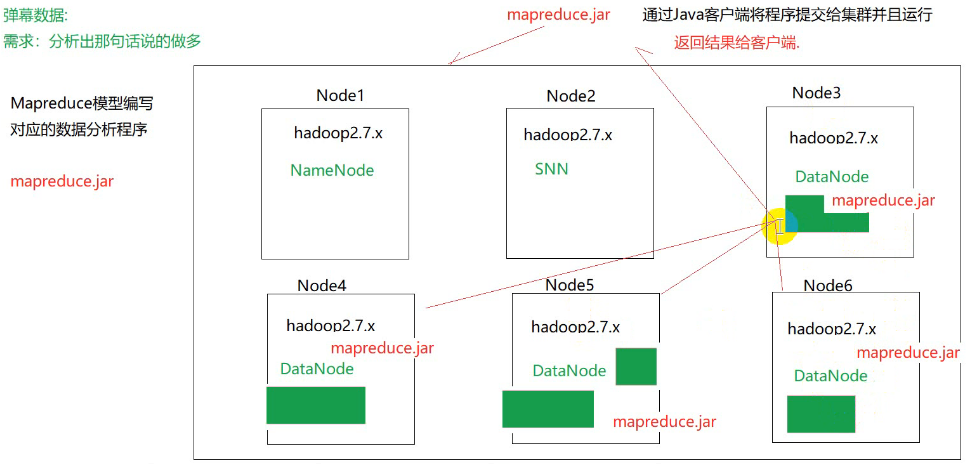 弹幕数据:
需求：分析出那句话说的做多
mapreduce.jar
通过Java客户端将程序提交给集群并且运行
返回结果给客户端.
Mapreduce模型编写
对应的数据分析程序
mapreduce.jar
Node1
hadoop2.7.x
NameNode
Node2
hadoop2.7.x
SNN
Node3
hadoop2.7.x
DataNode
mapreduce.jar
Node4
hadoop2.7.x
mapreduce.jar
DataNode
Node5
hadoop2.7.x
DataNode
mapreduce.jar
Node6
hadoop2.7.x
mapreduce.jar
DataNode